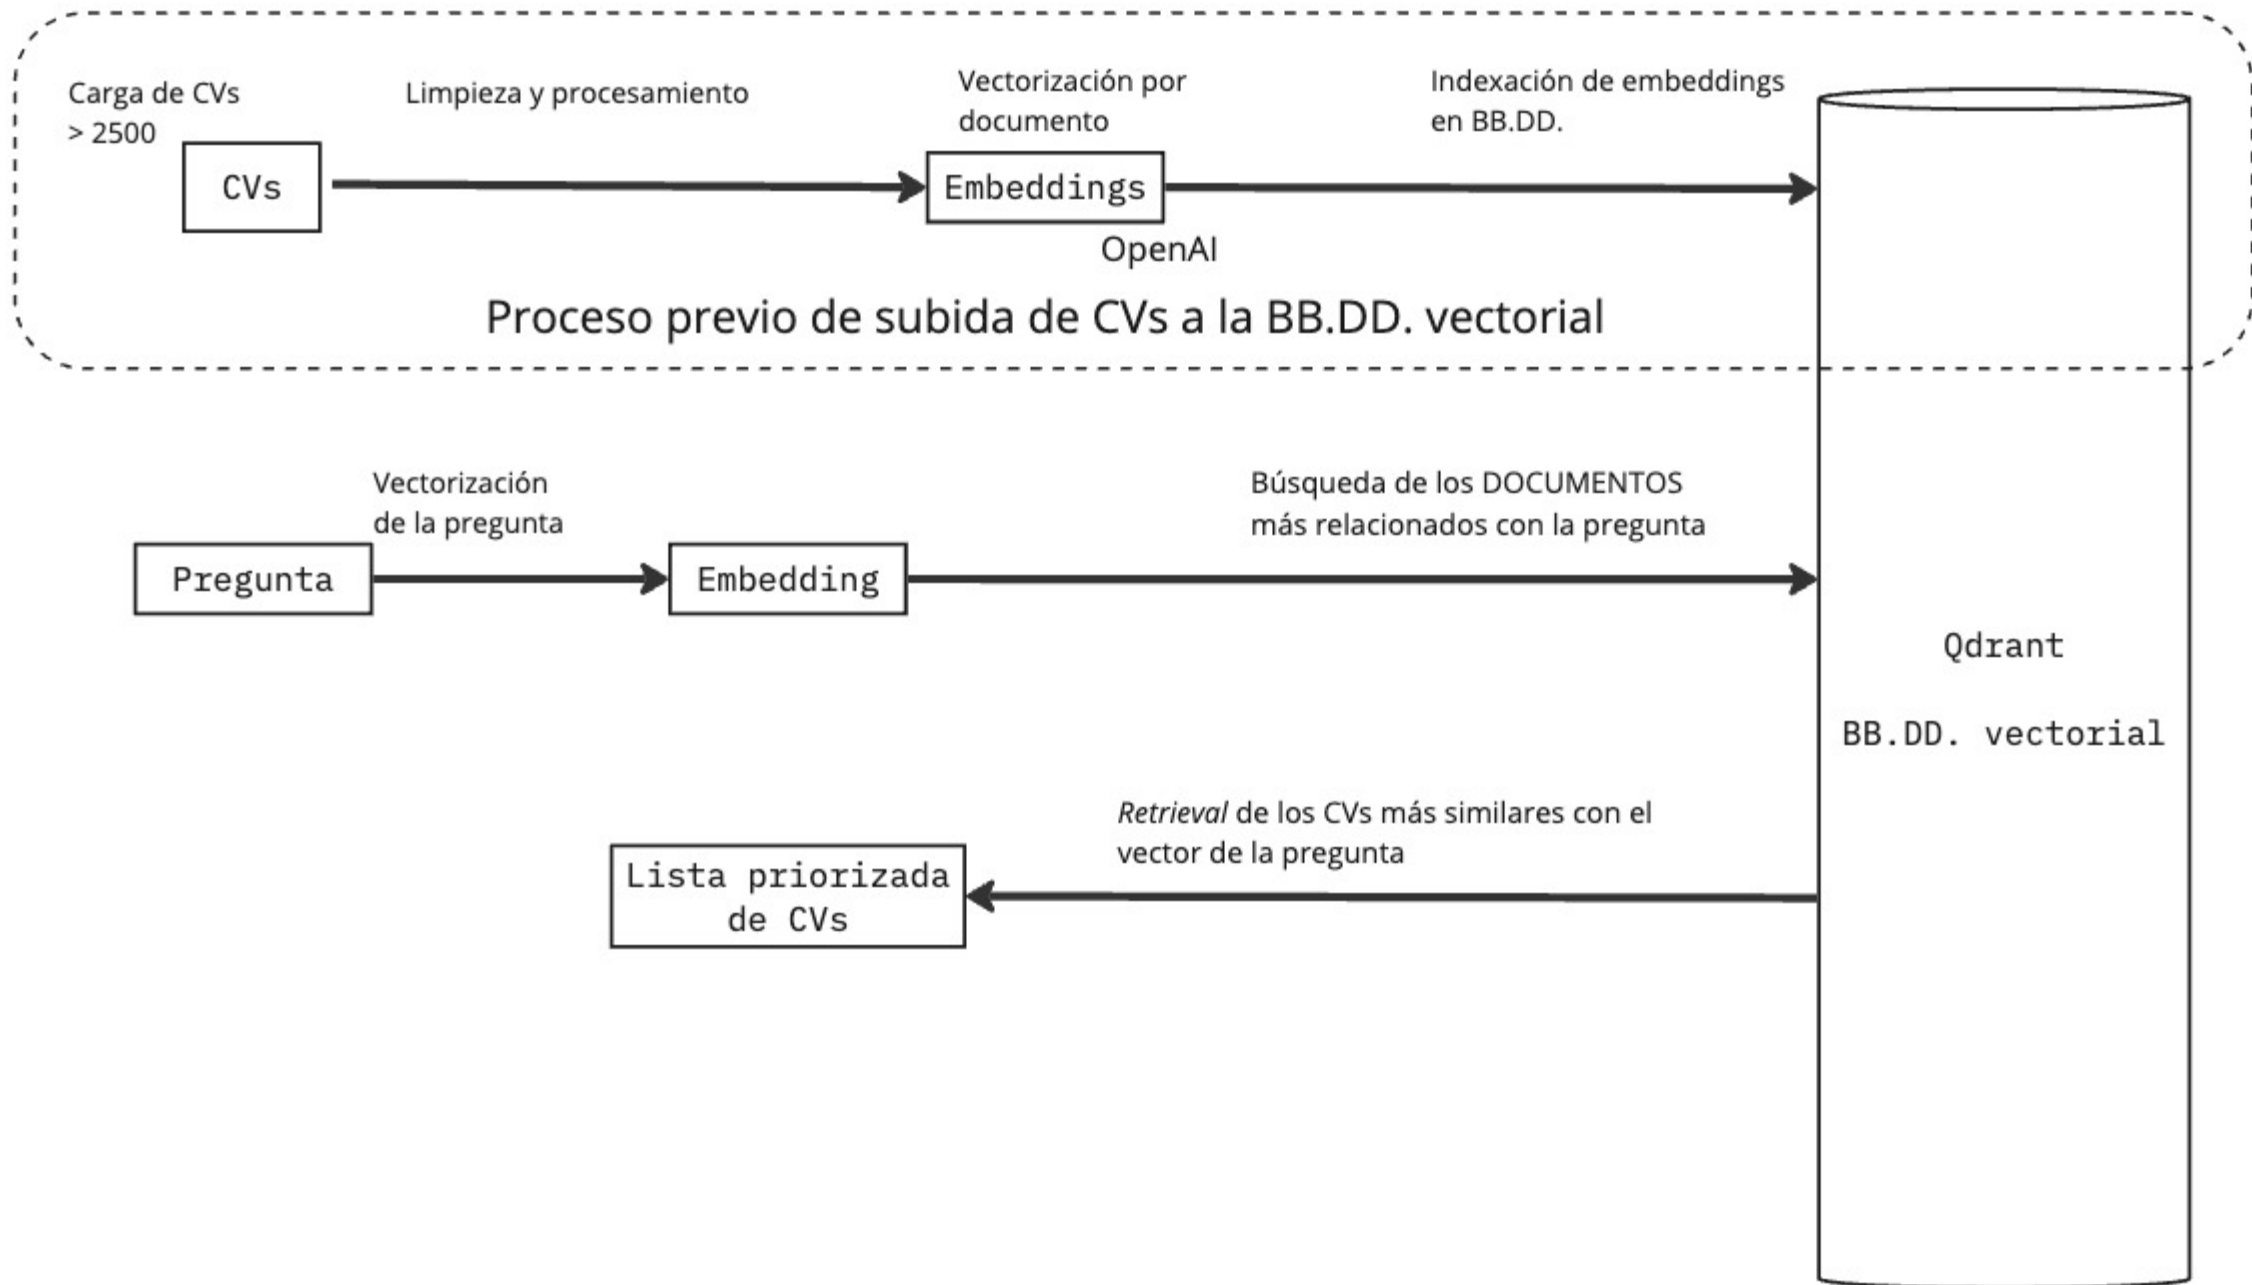 Carga de CVs
> 2500
Limpieza y procesamiento
Vectorización por
documento
Indexación de embeddings
en BB.DD.
CVs
Embeddings
OpenAI
Proceso previo de subida de CVs a la BB.DD. vectorial
Vectorización
de la pregunta
Búsqueda de los DOCUMENTOS
más relacionados con la pregunta
Pregunta
Embedding
Qdrant
BB.DD. vectorial
Retrieval de los CVs más similares con el
vector de la pregunta
Lista priorizada
de CVs